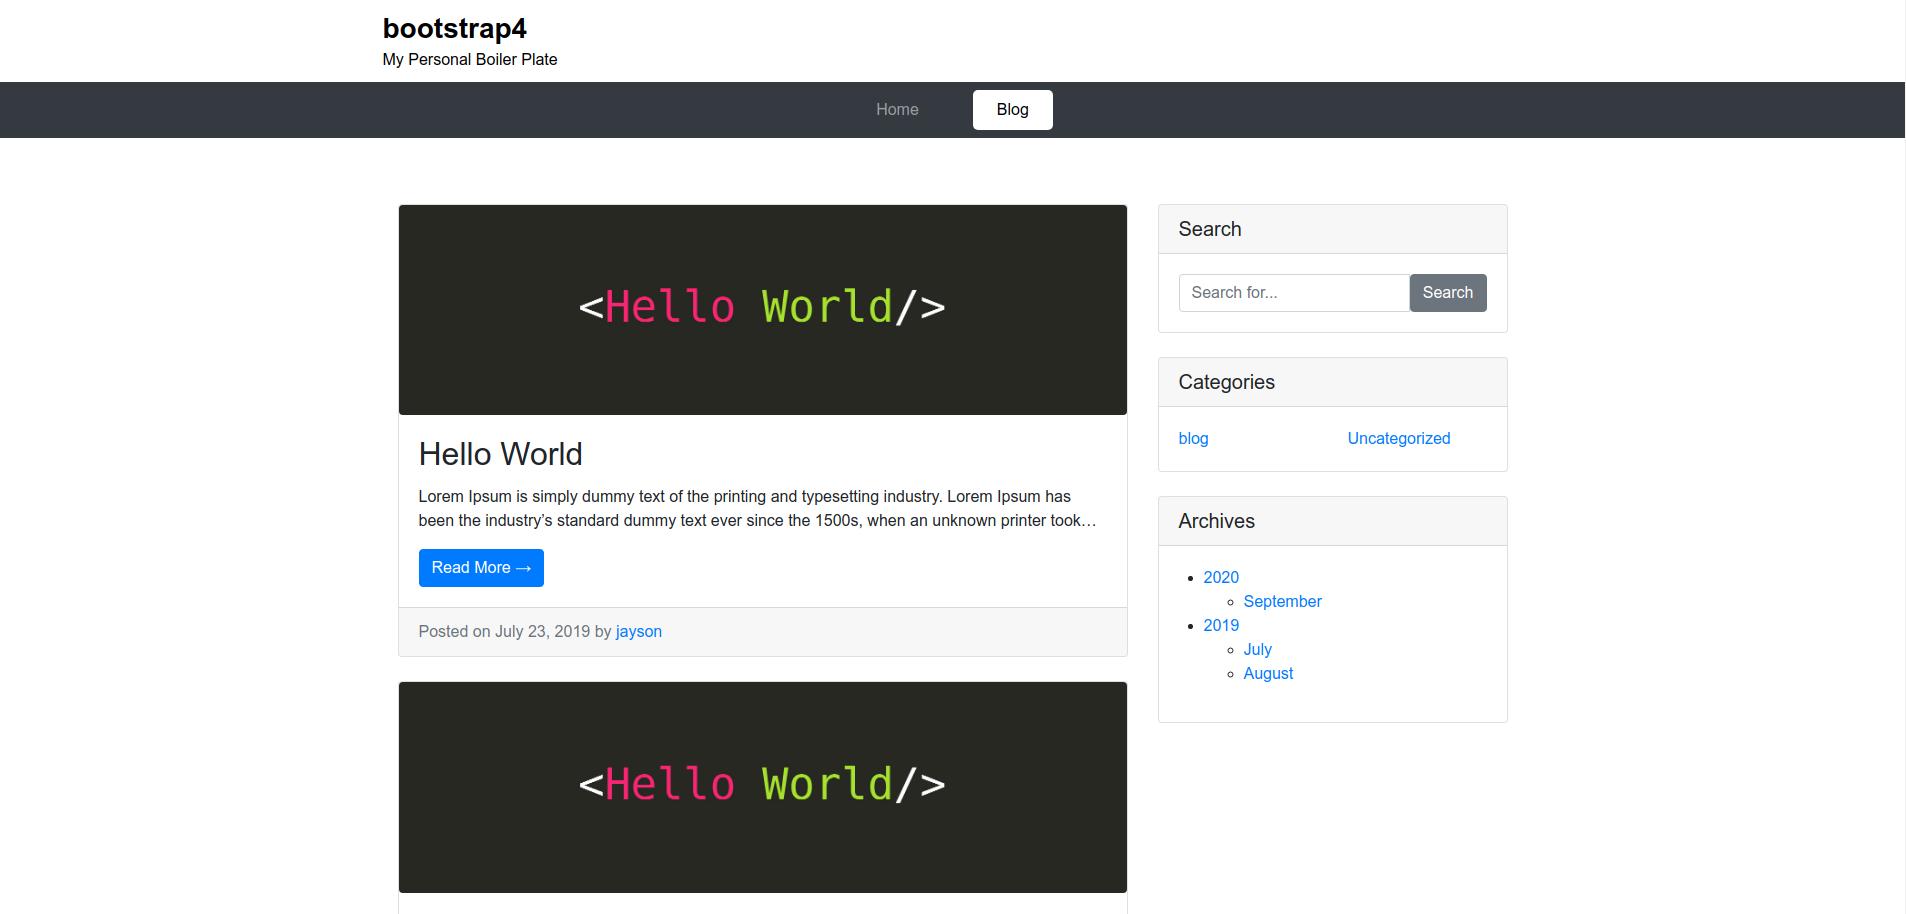 bootstrap4
My Personal Boiler Plate
Home
Blog
<Hello World/>
Hello World
Lorem Ipsum is simply dummy text of the printing and typesetting industry. Lorem Ipsum has
been the industry’s standard dummy text ever since the 1500s, when an unknown printer took…
Read More →
Posted on July 23, 2019 by jayson
<Hello World/>
Search
Search for...
Search
Categories
blog
Uncategorized
Archives
2020
September
2019
July
August